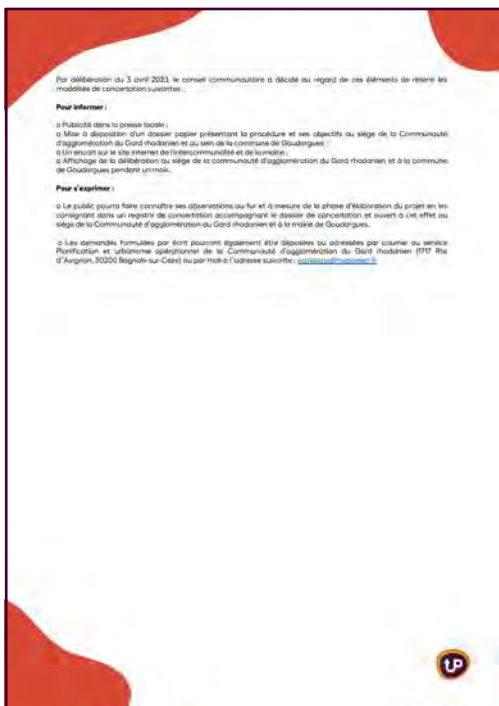 Par délibération du 3 avril 2023, le conseil communautaire a décidé au regard de ces éléments de retenir les
modalités de concertation suivantes :
Pour informer :
o Publicité dans la presse locale ;
o Mise à disposition d'un dossier papier présentant la procédure et ses objectifs au siège de la Communauté
d'agglomération du Gard rhodanien et au sein de la commune de Goudargues ;
o Un encart sur le site internet de l'intercommunalité et de la mairie ;
o Affichage de la délibération au siège de la communauté d'agglomération du Gard rhodanien et à la commune
de Goudargues pendant un mois.
Pour s'exprimer :
o Le public pourra faire connaître ses observations au fur et à mesure de la phase d'élaboration du projet en les
consignant dans un registre de concertation accompagnant le dossier de concertation et ouvert à cet effet au
siège de la Communauté d'agglomération du Gard rhodanien et à la mairie de Goudargues.
o Les demandes formulées par écrit pourront également être déposées ou adressées par courrier au service
Planification et urbanisme opérationnel de la Communauté d'agglomération du Gard rhodanien (1717 Rte
d'Avignon, 30200 Bagnols-sur-Cèze) ou par mail à l'adresse suivante :
up